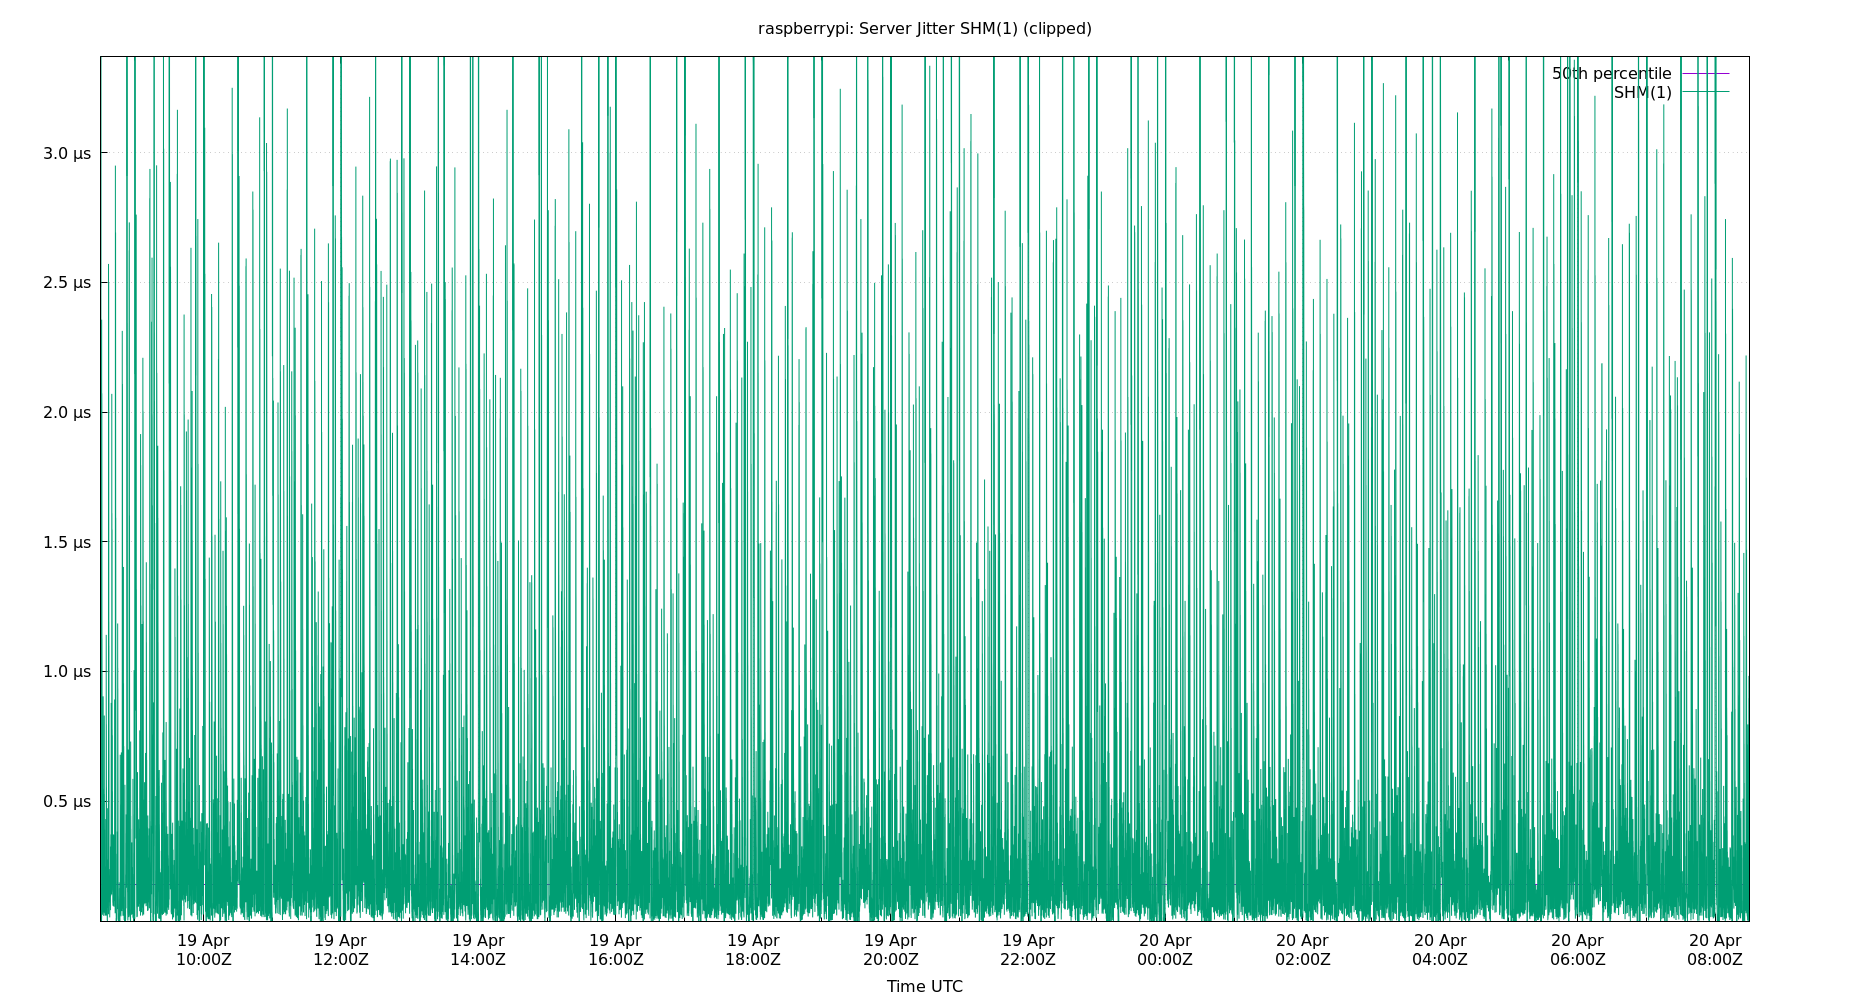 raspberrypi: Server Jitter SHM(1) (clipped)
50th percentile
SHM(1)
3.0 µs
2.5 µs
2.0 µs
1.5 µs
1.0 µs
0.5 µs
19 Apr 19 Apr 19 Apr 19 Apr 19 Apr 19 Apr 19 Apr 20 Apr 20 Apr 20 Apr 20 Apr 20 Apr
10:00Z 12:00Z 14:00Z 16:00Z 18:00Z 20:00Z 22:00Z 00:00Z 02:00Z 04:00Z 06:00Z 08:00Z
Time UTC